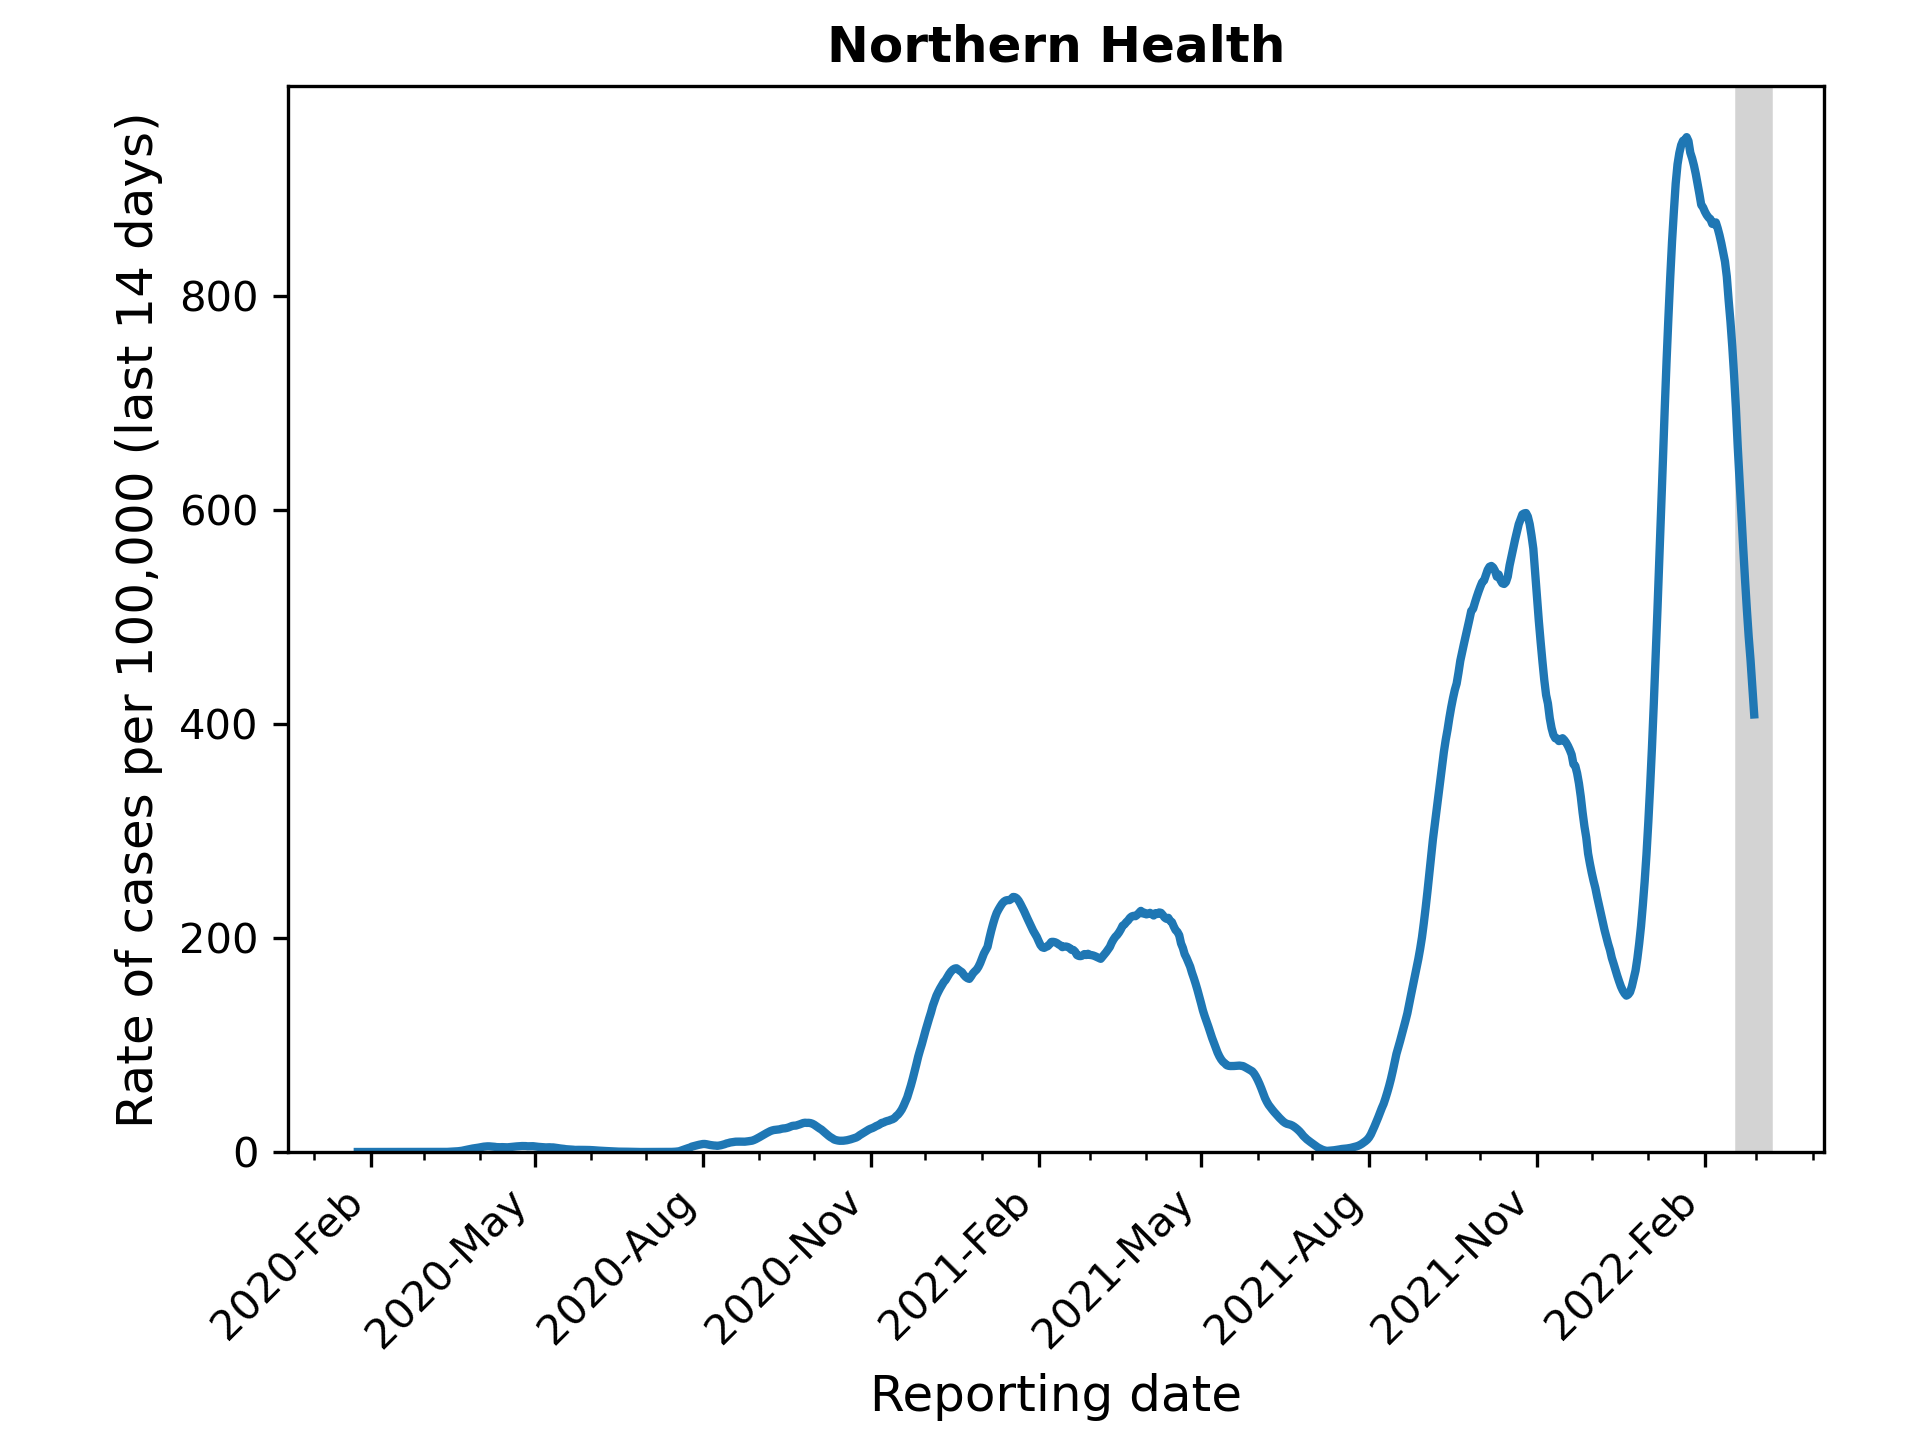 Northern Health
Rate of cases per 100,000 (last 14 days)
800
600
400
200
0
2020-Feb
2020-May
2020-Aug
2020-Nov
2021-Feb
2021-May
2021-Aug
2021-Nov
2022-Feb
Reporting date